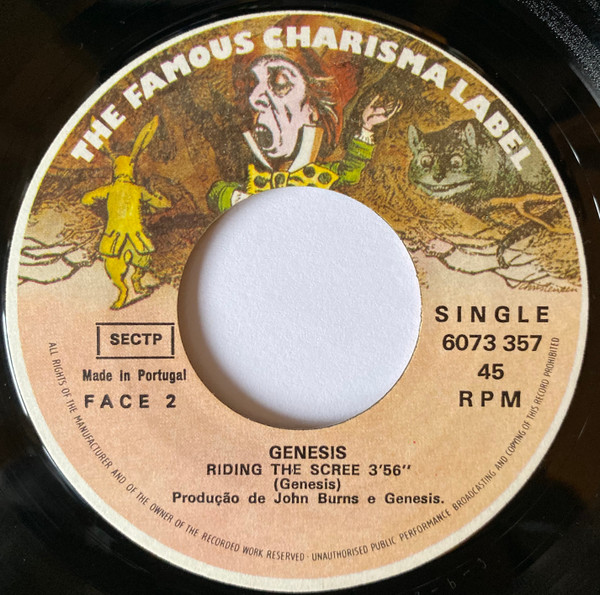 THE FAMOUS CHARISMA LABEL
SINGLE
6073 357
45
RPM
SECTP
Made in Portugal
FACE 2
GENESIS
RIDING THE SCREE 3'56"
(Genesis)
Produção de John Burns e Genesis.
ALL RIGHTS OF THE MANUFACTURER AND OF THE OWNER OF THE RECORDED WORK RESERVED · UNAUTHORISED PUBLIC PERFORMANCE BROADCASTING AND COPYING OF THIS RECORD PROHIBITED